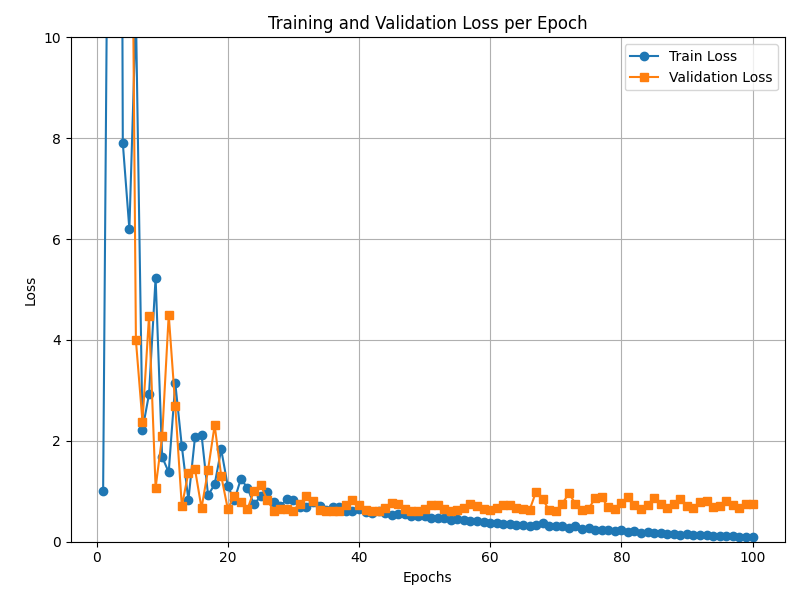 Training and Validation Loss per Epoch
Train Loss
Validation Loss
Loss
10
8
6
4
2
0
0 20 40 60 80 100
Epochs